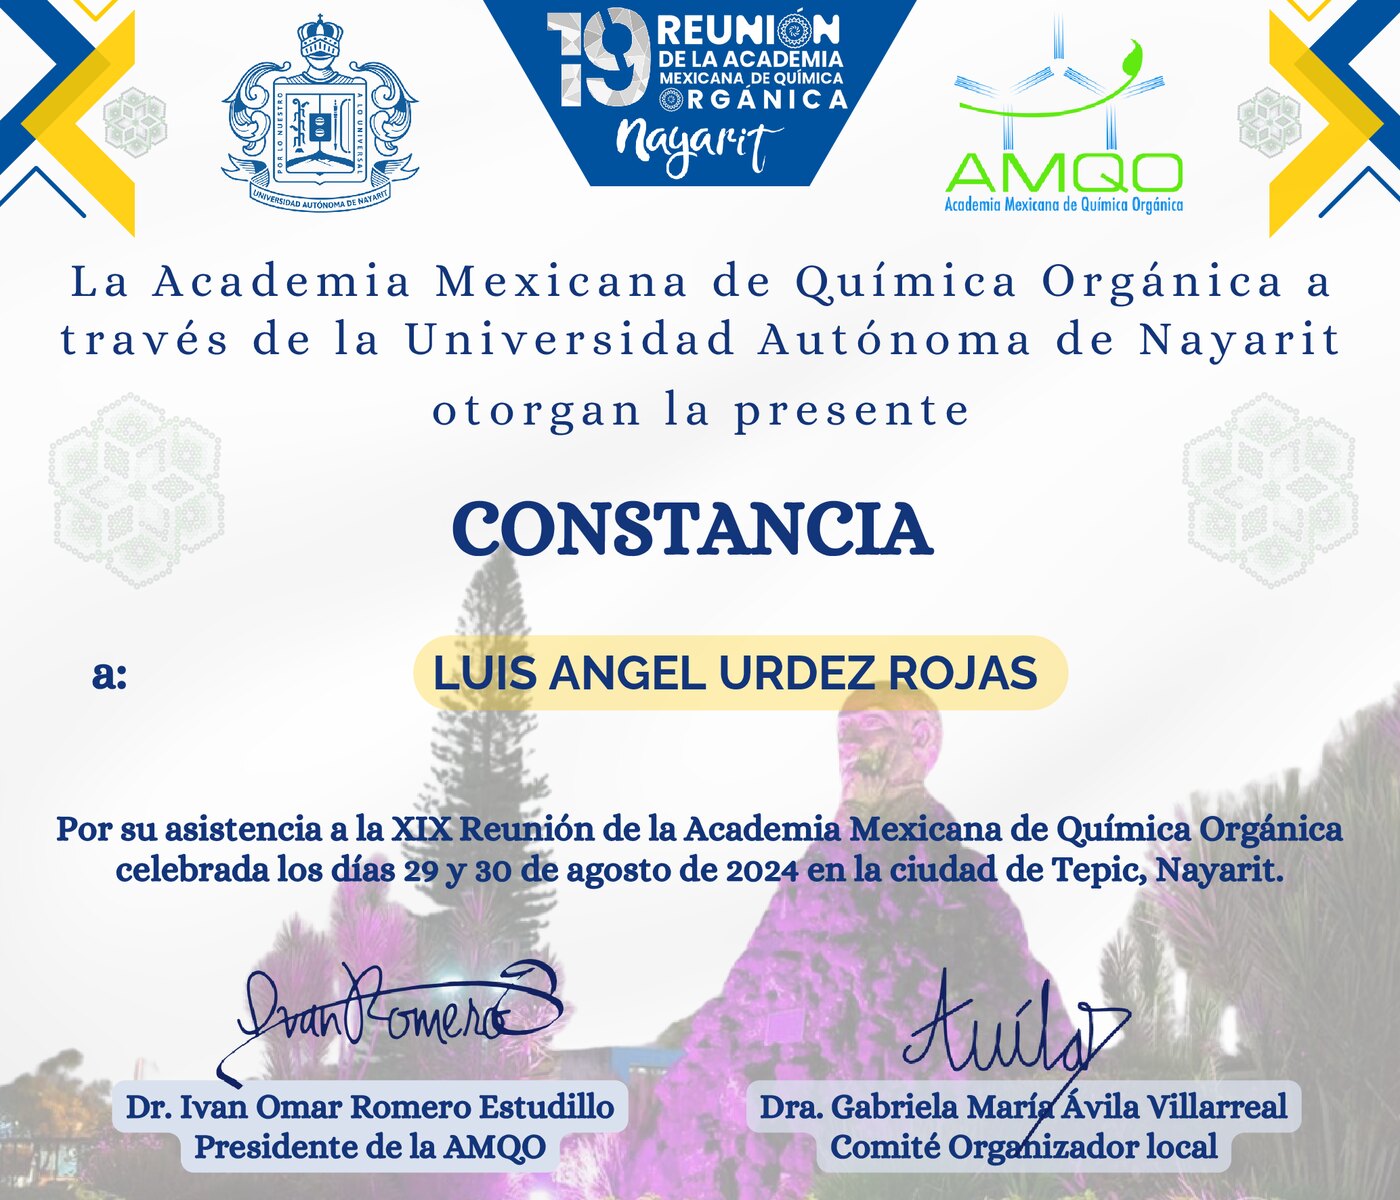 POR LO NUESTRO
A LO UNIVERSAL
UNIVERSIDAD AUTÓNOMA DE NAYARIT
19 REUNIÓN
DE LA ACADEMIA
MEXICANA DE QUÍMICA
ORGÁNICA
Nayarit
AMQO
Academia Mexicana de Química Orgánica
La Academia Mexicana de Química Orgánica a
través de la Universidad Autónoma de Nayarit
otorgan la presente
CONSTANCIA
a:
LUIS ANGEL URDEZ ROJAS
Por su asistencia a la XIX Reunión de la Academia Mexicana de Química Orgánica
celebrada los días 29 y 30 de agosto de 2024 en la ciudad de Tepic, Nayarit.
Ivan Romero
Avila
Dr. Ivan Omar Romero Estudillo
Presidente de la AMQO
Dra. Gabriela María Ávila Villarreal
Comité Organizador local